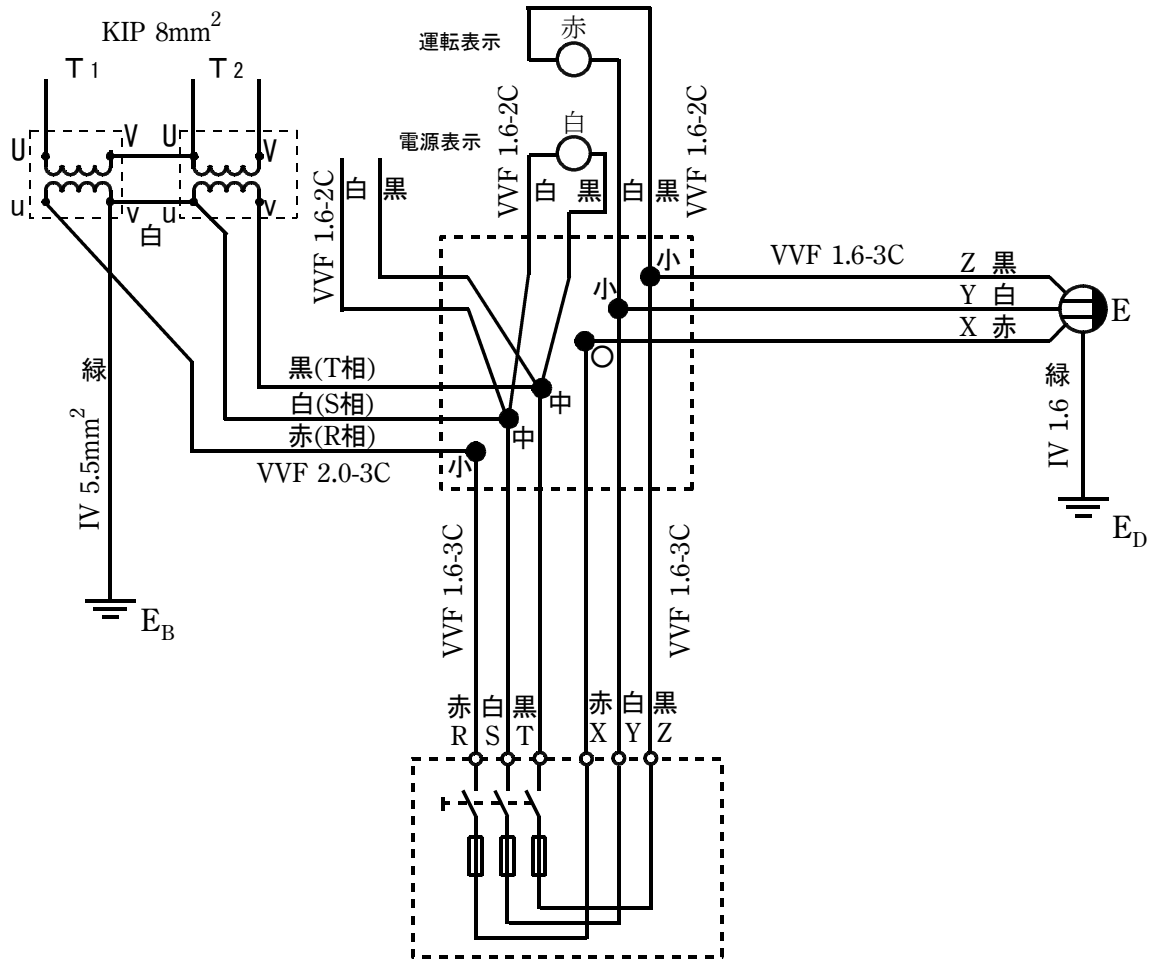 KIP 8mm²
T1
T2
U
V
U
V
u
v
u
v
白
運転表示
赤
電源表示
白
VVF 1.6-2C
VVF 1.6-2C
VVF 1.6-2C
白
黒
白
黒
白
黒
小
小
○
中
中
小
VVF 1.6-3C
Z 黒
Y 白
X 赤
E
緑
IV 1.6
E_D
黒(T相)
白(S相)
赤(R相)
VVF 2.0-3C
緑
IV 5.5mm²
E_B
VVF 1.6-3C
VVF 1.6-3C
赤 白 黒 赤 白 黒
R S T X Y Z